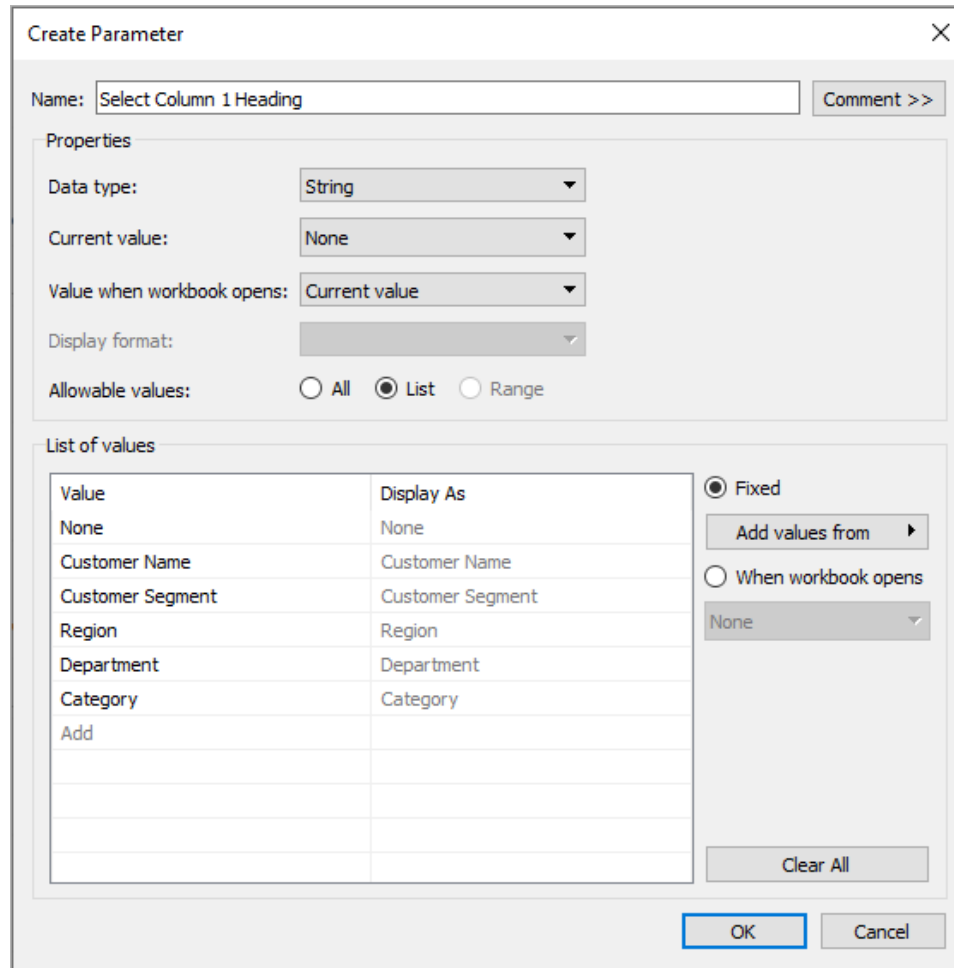 Create Parameter
Name: Select Column 1 Heading Comment >>
Properties
Data type: String
Current value: None
Value when workbook opens: Current value
Display format:
Allowable values: All List Range
List of values
Value Display As
None None
Customer Name Customer Name
Customer Segment Customer Segment
Region Region
Department Department
Category Category
Add
Fixed
Add values from
When workbook opens
None
Clear All
OK Cancel